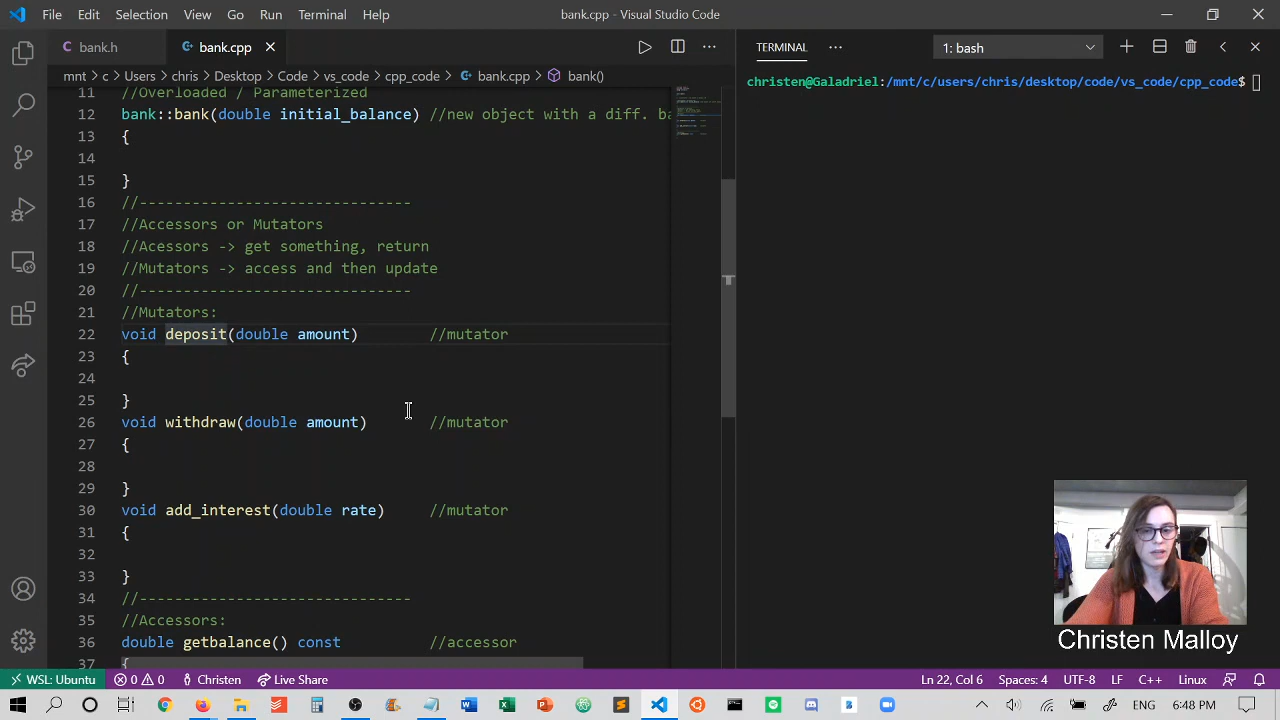 File Edit Selection View Go Run Terminal Help bank.cpp - Visual Studio Code
bank.h bank.cpp
mnt > c > Users > chris > Desktop > Code > vs_code > cpp_code > bank.cpp > bank()
11 //Overloaded / Parameterized
12 bank::bank(double initial_balance) //new object with a diff. ba
13 {
14
15 }
16 //-------------------------------
17 //Accessors or Mutators
18 //Acessors -> get something, return
19 //Mutators -> access and then update
20 //-------------------------------
21 //Mutators:
22 void deposit(double amount) //mutator
23 {
24
25 }
26 void withdraw(double amount) //mutator
27 {
28
29 }
30 void add_interest(double rate) //mutator
31 {
32
33 }
34 //-------------------------------
35 //Accessors:
36 double getbalance() const //accessor
37 {
TERMINAL 1: bash
christen@Galadriel:/mnt/c/users/chris/desktop/code/vs_code/cpp_code$
Christen Malloy
WSL: Ubuntu 0 0 Christen Live Share Ln 22, Col 6 Spaces: 4 UTF-8 LF C++ Linux
6:48 PM